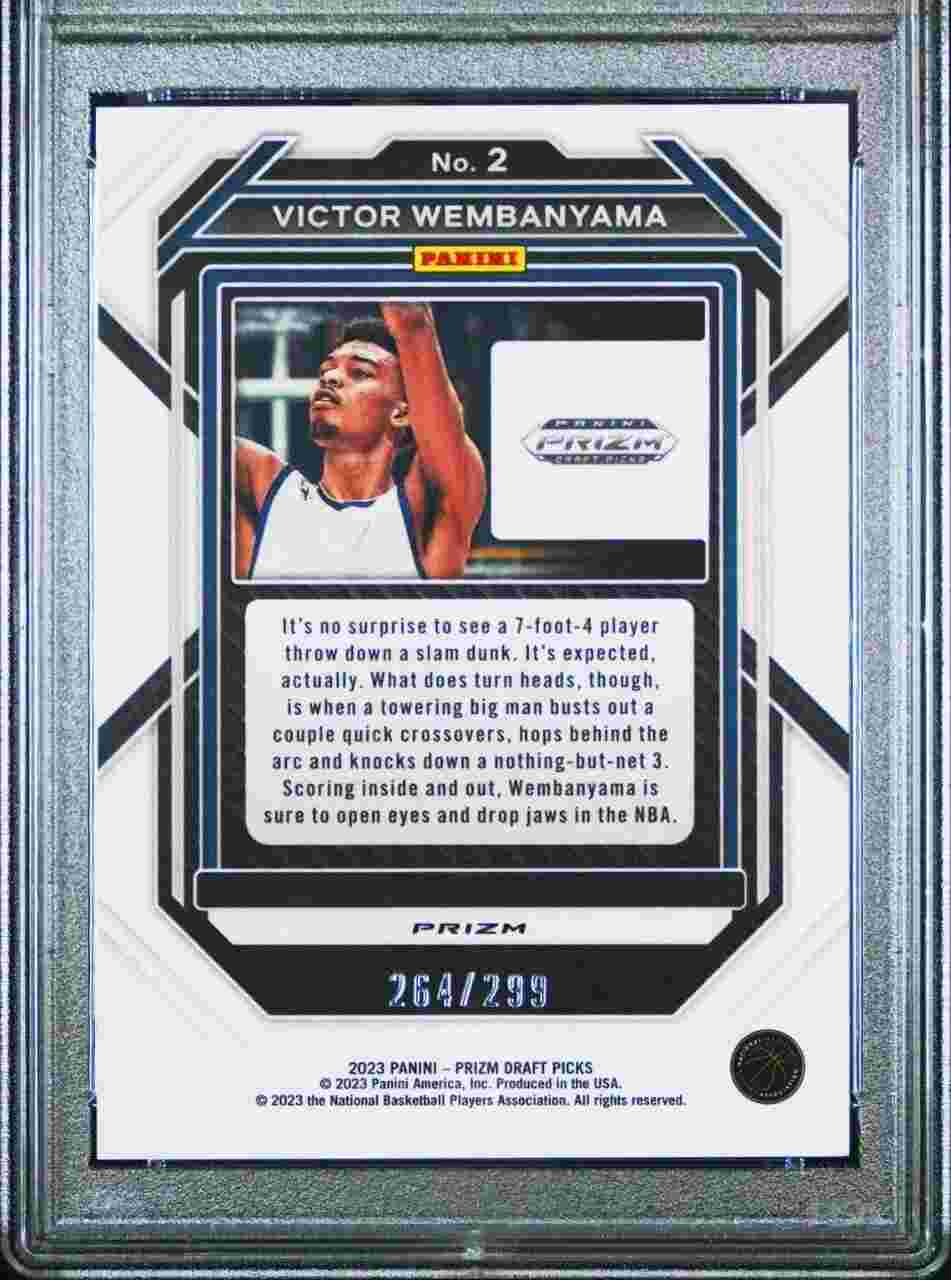 No. 2
VICTOR WEMBANYAMA
PANINI
PANINI
PRIZM
DRAFT PICKS
It's no surprise to see a 7-foot-4 player
throw down a slam dunk. It's expected,
actually. What does turn heads, though,
is when a towering big man busts out a
couple quick crossovers, hops behind the
arc and knocks down a nothing-but-net 3.
Scoring inside and out, Wembanyama is
sure to open eyes and drop jaws in the NBA.
PRIZM
264/299
2023 PANINI – PRIZM DRAFT PICKS
© 2023 Panini America, Inc. Produced in the USA.
© 2023 the National Basketball Players Association. All rights reserved.